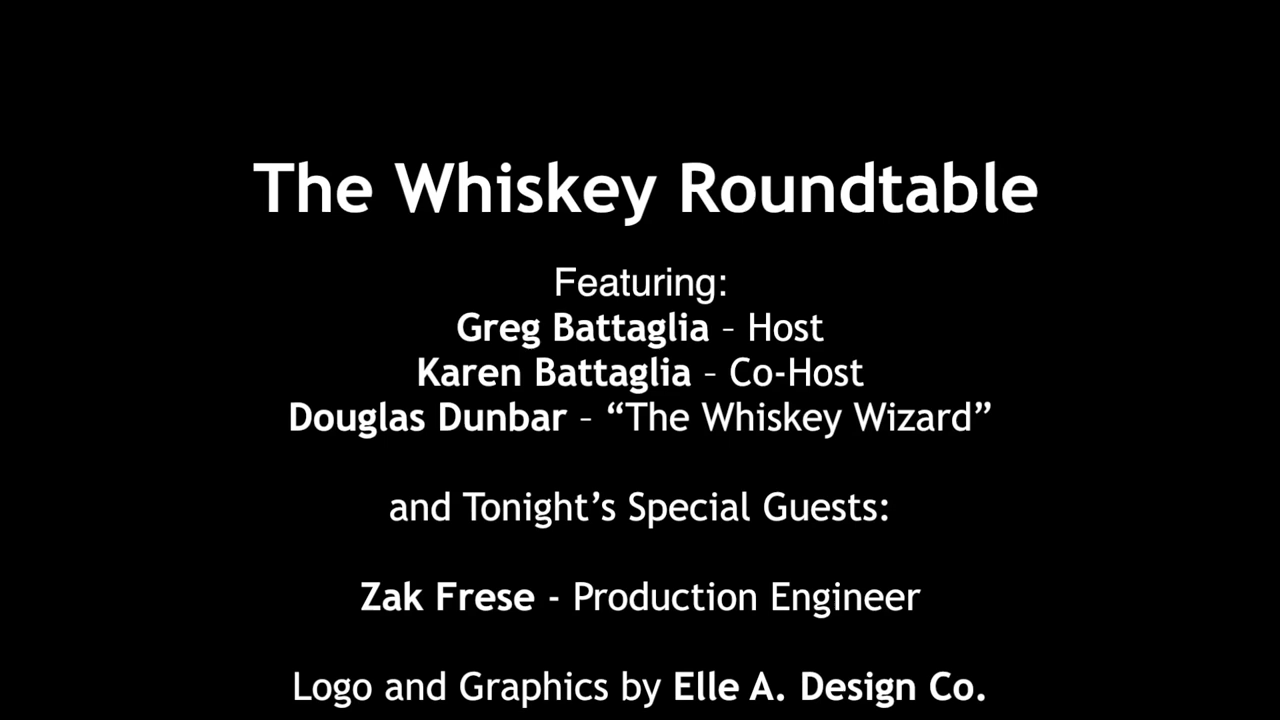 The Whiskey Roundtable
Featuring:
Greg Battaglia – Host
Karen Battaglia – Co-Host
Douglas Dunbar – “The Whiskey Wizard”
and Tonight’s Special Guests:
Zak Frese - Production Engineer
Logo and Graphics by Elle A. Design Co.